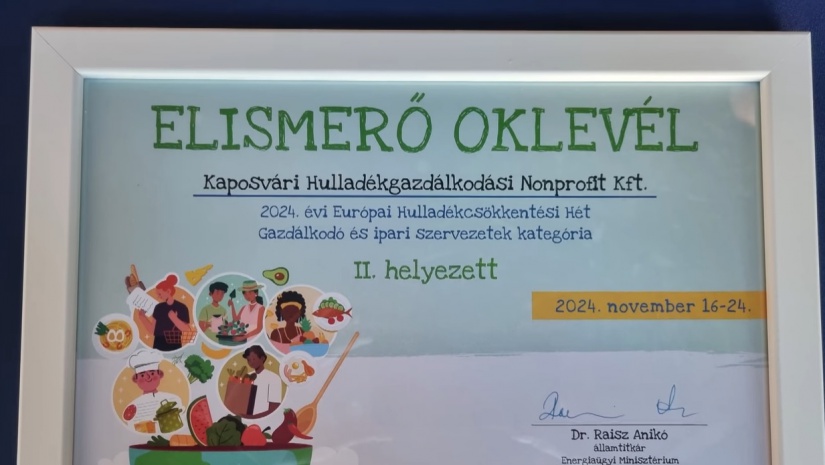 ELISMERŐ OKLEVÉL
Kaposvári Hulladékgazdálkodási Nonprofit Kft.
2024. évi Európai Hulladékcsökkentési Hét
Gazdálkodó és ipari szervezetek kategória
II. helyezett
2024. november 16-24.
Dr. Raisz Anikó
államtitkár
Energiaügyi Minisztérium